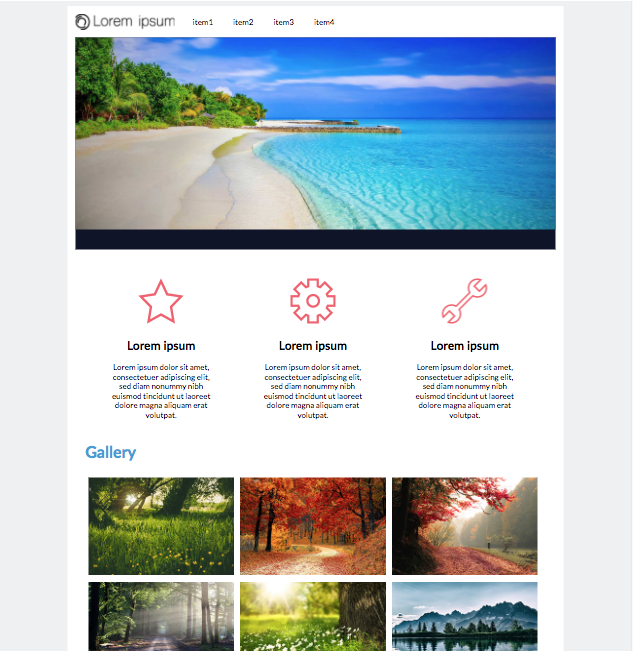 Lorem ipsum
item1 item2 item3 item4
Lorem ipsum
Lorem ipsum dolor sit amet,
consectetuer adipiscing elit,
sed diam nonummy nibh
euismod tincidunt ut laoreet
dolore magna aliquam erat
volutpat.
Lorem ipsum
Lorem ipsum dolor sit amet,
consectetuer adipiscing elit,
sed diam nonummy nibh
euismod tincidunt ut laoreet
dolore magna aliquam erat
volutpat.
Lorem ipsum
Lorem ipsum dolor sit amet,
consectetuer adipiscing elit,
sed diam nonummy nibh
euismod tincidunt ut laoreet
dolore magna aliquam erat
volutpat.
Gallery